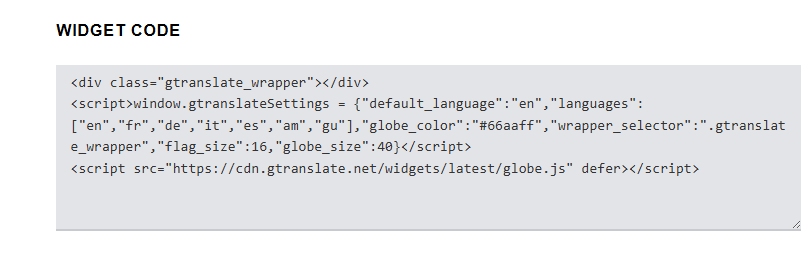 WIDGET CODE
<div class="gtranslate_wrapper"></div>
<script>window.gtranslateSettings = {"default_language":"en","languages":
["en","fr","de","it","es","am","gu"],"globe_color":"#66aaff","wrapper_selector":".gtranslat
e_wrapper","flag_size":16,"globe_size":40}</script>
<script src="https://cdn.gtranslate.net/widgets/latest/globe.js" defer></script>